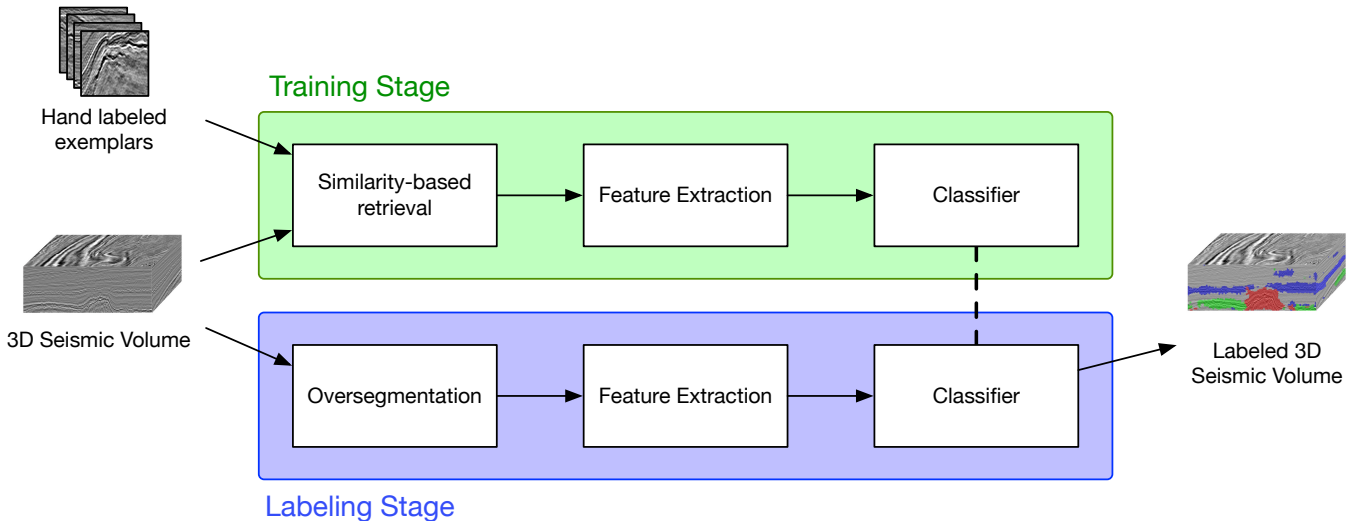 Training Stage
Hand labeled
exemplars
Similarity-based
retrieval
Feature Extraction
Classifier
3D Seismic Volume
Oversegmentation
Feature Extraction
Classifier
Labeled 3D
Seismic Volume
Labeling Stage